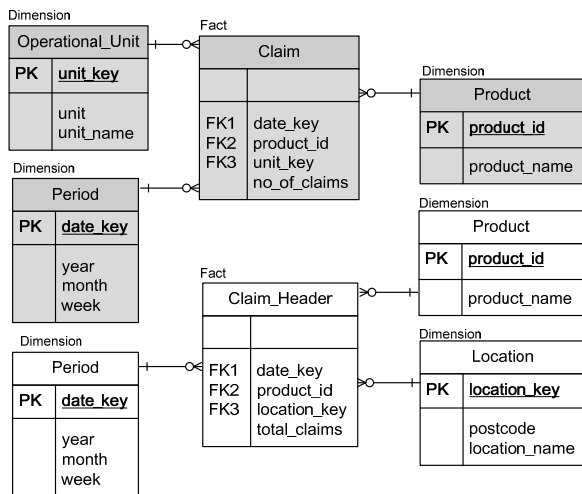 Dimension
Operational_Unit
PK unit_key
unit
unit_name
Fact
Claim
FK1 date_key
FK2 product_id
FK3 unit_key
no_of_claims
Dimension
Product
PK product_id
product_name
Dimension
Period
PK date_key
year
month
week
Diemension
Product
PK product_id
product_name
Fact
Claim_Header
FK1 date_key
FK2 product_id
FK3 location_key
total_claims
Dimension
Period
PK date_key
year
month
week
Dimension
Location
PK location_key
postcode
location_name